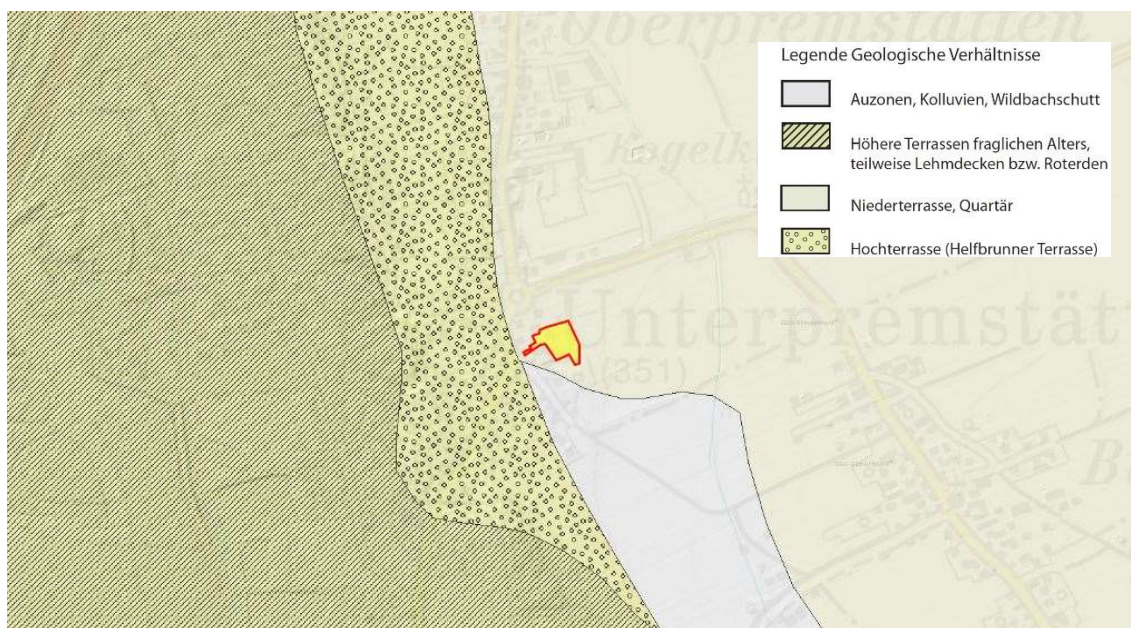 Oberpremstätten
Legende Geologische Verhältnisse
Auzonen, Kolluvien, Wildbachschutt
Höhere Terrassen fraglichen Alters,
teilweise Lehmdecken bzw. Roterden
Niederterrasse, Quartär
Hochterrasse (Helfbrunner Terrasse)
Kogelk
Unterpremstätt
(351)